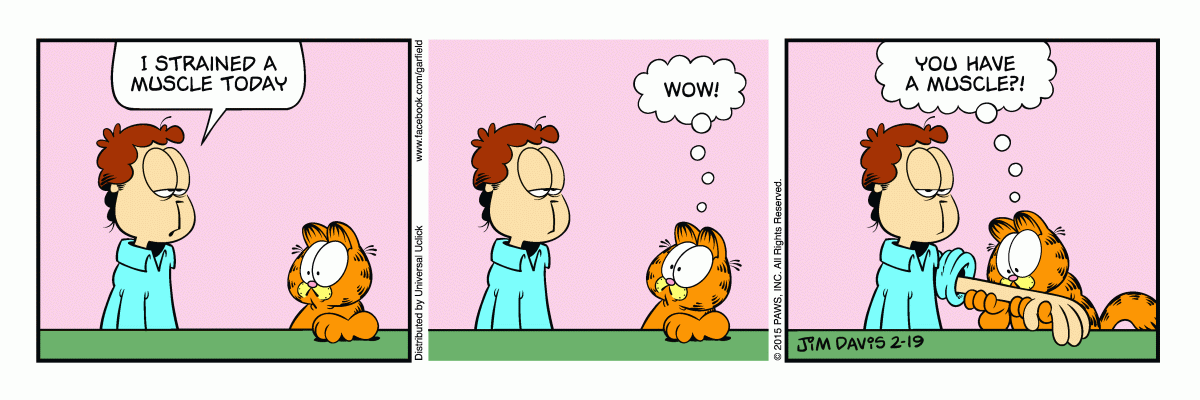 I STRAINED A
MUSCLE TODAY
www.facebook.com/garfield
Distributed by Universal Uclick
WOW!
© 2015 PAWS, INC. All Rights Reserved.
YOU HAVE
A MUSCLE?!
JIM DAVIS 2-19